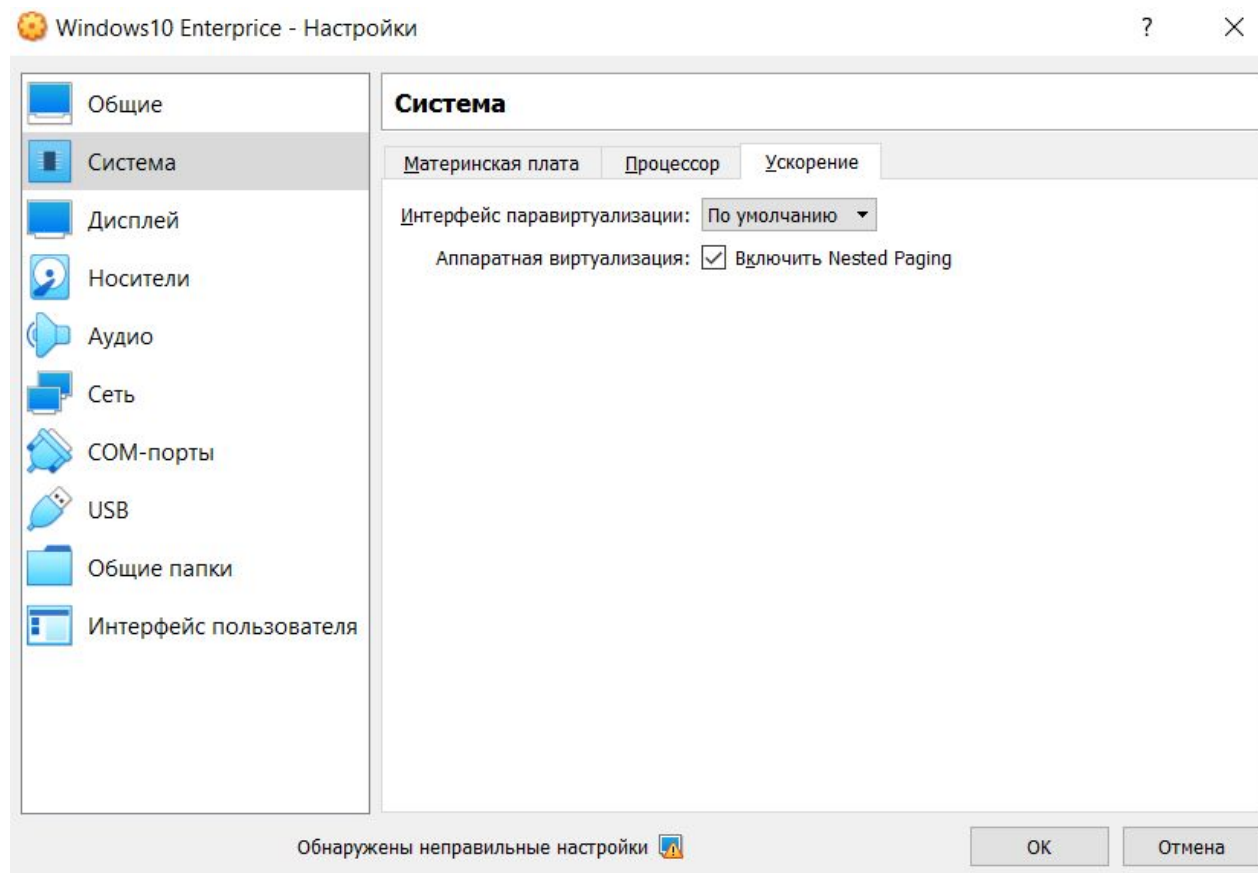 Windows10 Enterprice - Настройки
?
Общие
Система
Дисплей
Носители
Аудио
Сеть
COM-порты
USB
Общие папки
Интерфейс пользователя
Система
Материнская плата Процессор Ускорение
Интерфейс паравиртуализации: По умолчанию
Аппаратная виртуализация: Включить Nested Paging
Обнаружены неправильные настройки
OK Отмена